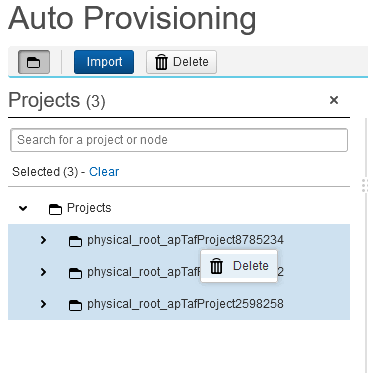 Auto Provisioning
Import
Delete
Projects (3)
Search for a project or node
Selected (3) - Clear
Projects
physical_root_apTafProject8785234
Delete
physical_root_apTaf
2
physical_root_apTafProject2598258